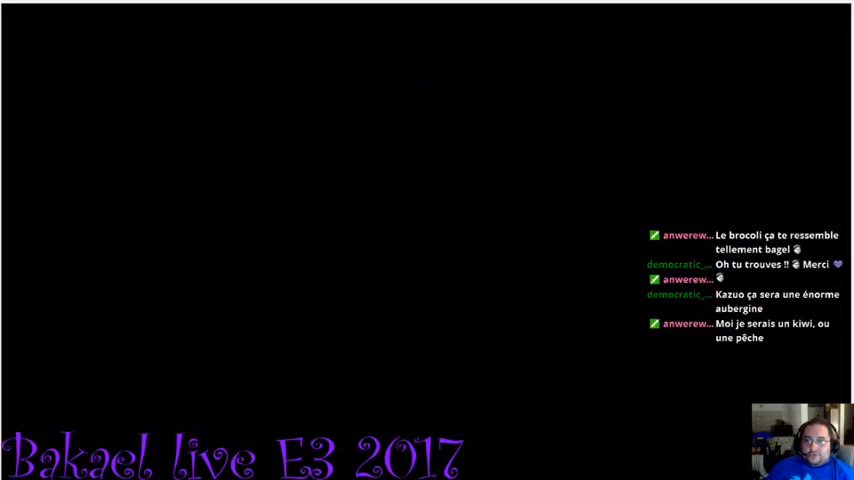 anwerew... Le brocoli ça te ressemble
tellement bagel
democratic_... Oh tu trouves !! Merci
anwerew...
democratic_... Kazuo ça sera une énorme
aubergine
anwerew... Moi je serais un kiwi, ou
une pêche
Bakael live E3 2017